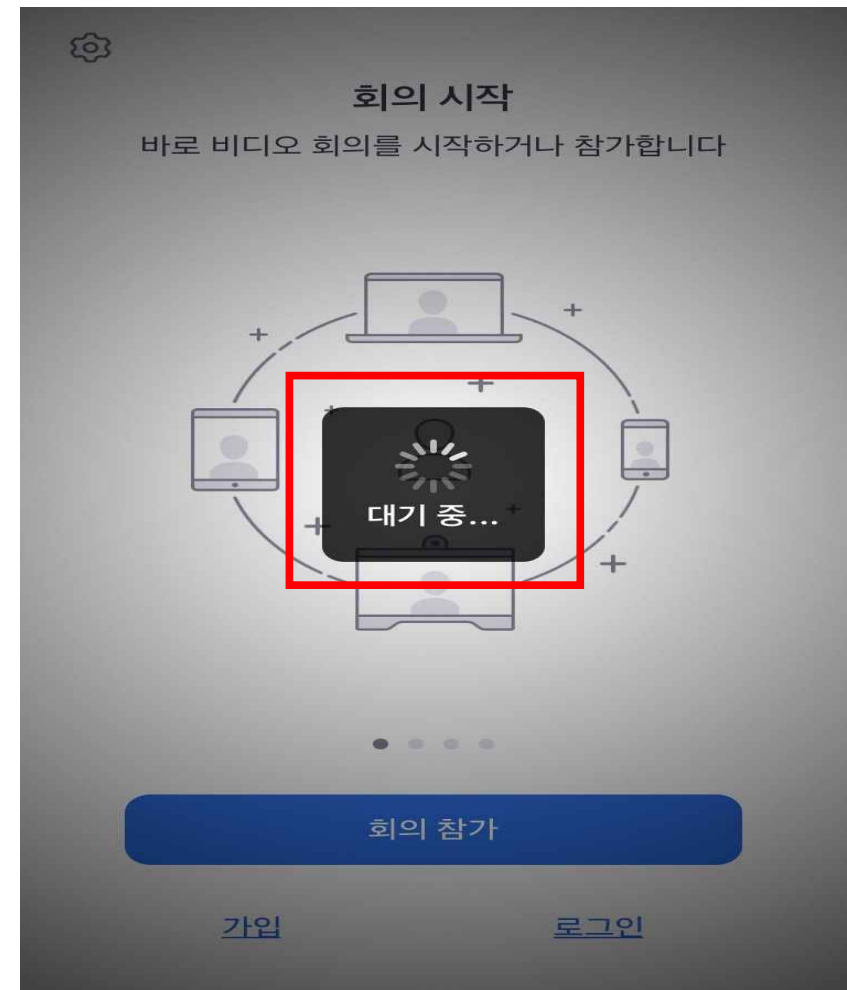 회의 시작
바로 비디오 회의를 시작하거나 참가합니다
대기 중...
회의 참가
가입
로그인